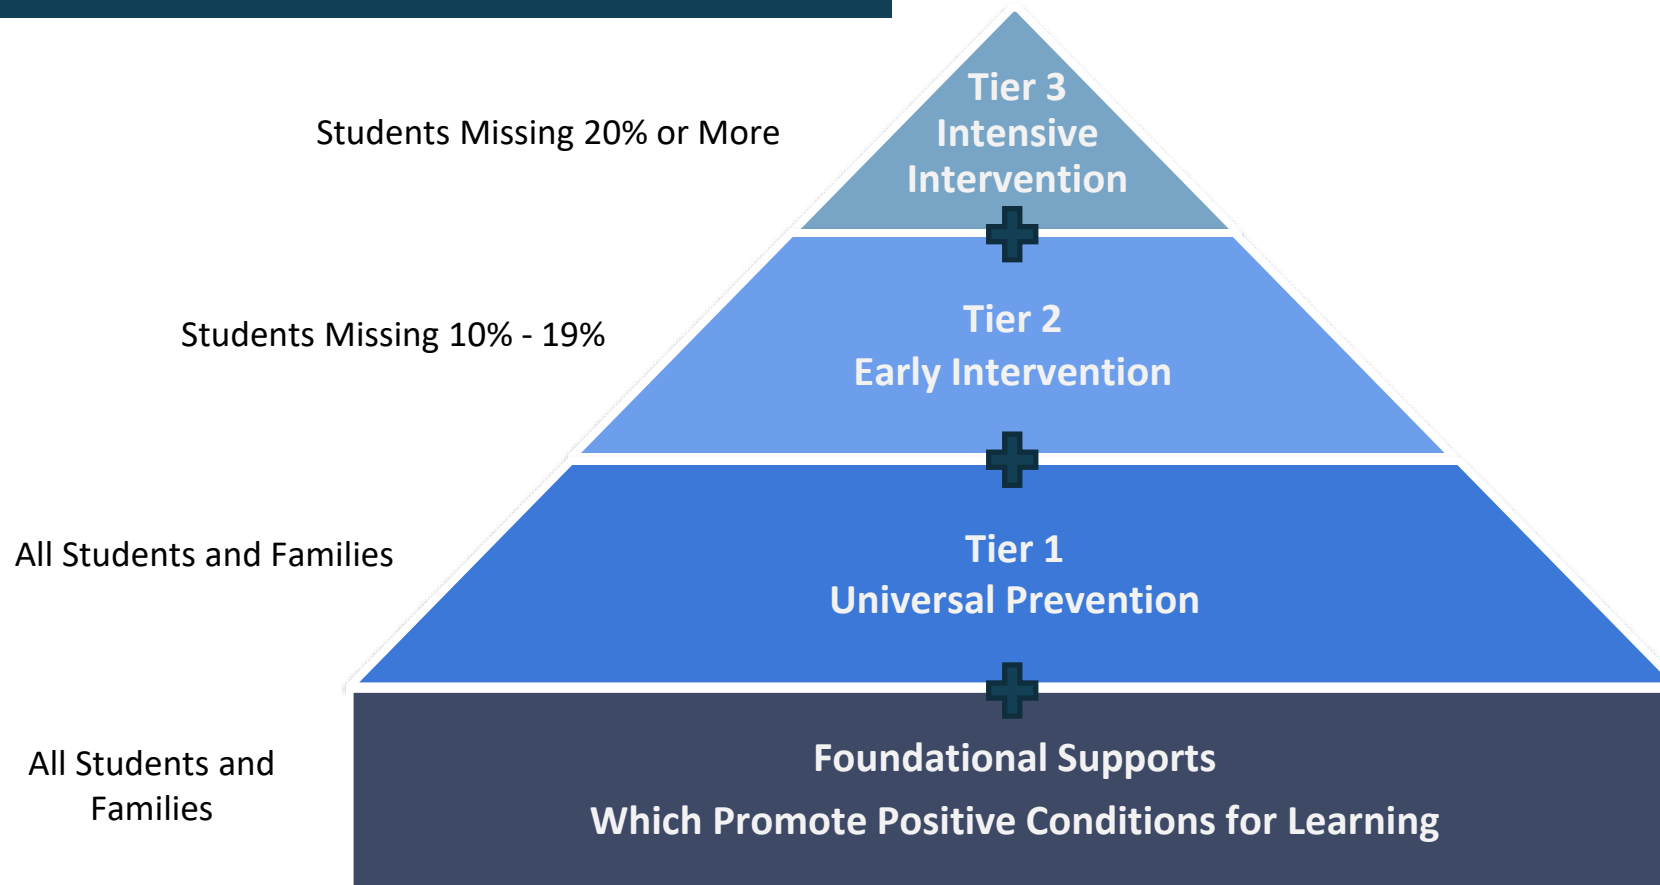 Tier 3
Intensive
Intervention
Students Missing 20% or More
Tier 2
Early Intervention
Students Missing 10% - 19%
Tier 1
Universal Prevention
All Students and Families
Foundational Supports
Which Promote Positive Conditions for Learning
All Students and
Families